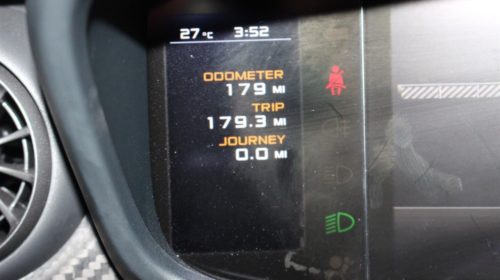 27°C 3:52
ODOMETER
179 MI
TRIP
179.3 MI
JOURNEY
0.0 MI